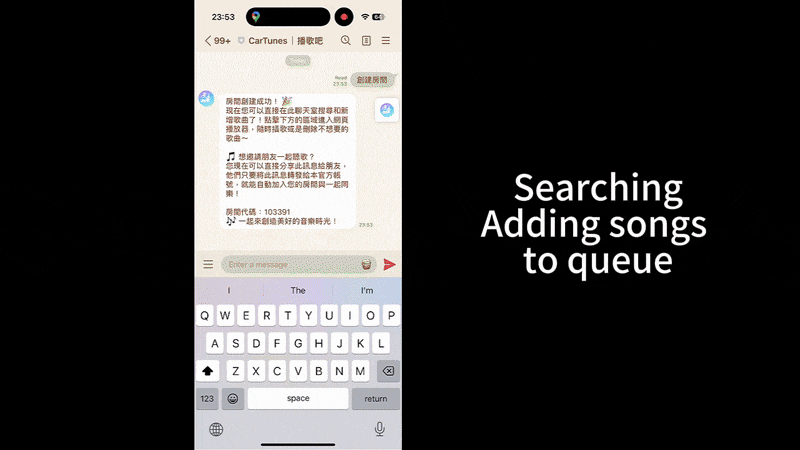 23:53
64
99+
CarTunes｜播歌吧
Today
Read
23:53
創建房間
房間創建成功！🎉
現在您可以直接在此聊天室搜尋和新
增歌曲了！點擊下方的區域進入網頁
播放器，隨時插歌或是刪除不想要的
歌曲～
🎵 想邀請朋友一起聽歌？
您現在可以直接分享此訊息給朋友，
他們只要將此訊息轉發給本官方帳
號，就能自動加入您的房間與一起同
樂！
房間代碼：103391
🎶 一起來創造美好的音樂時光！
23:53
Enter a message
I
The
I'm
Q W E R T Y U I O P
A S D F G H J K L
Z X C V B N M
123
space
return
Searching
Adding songs
to queue